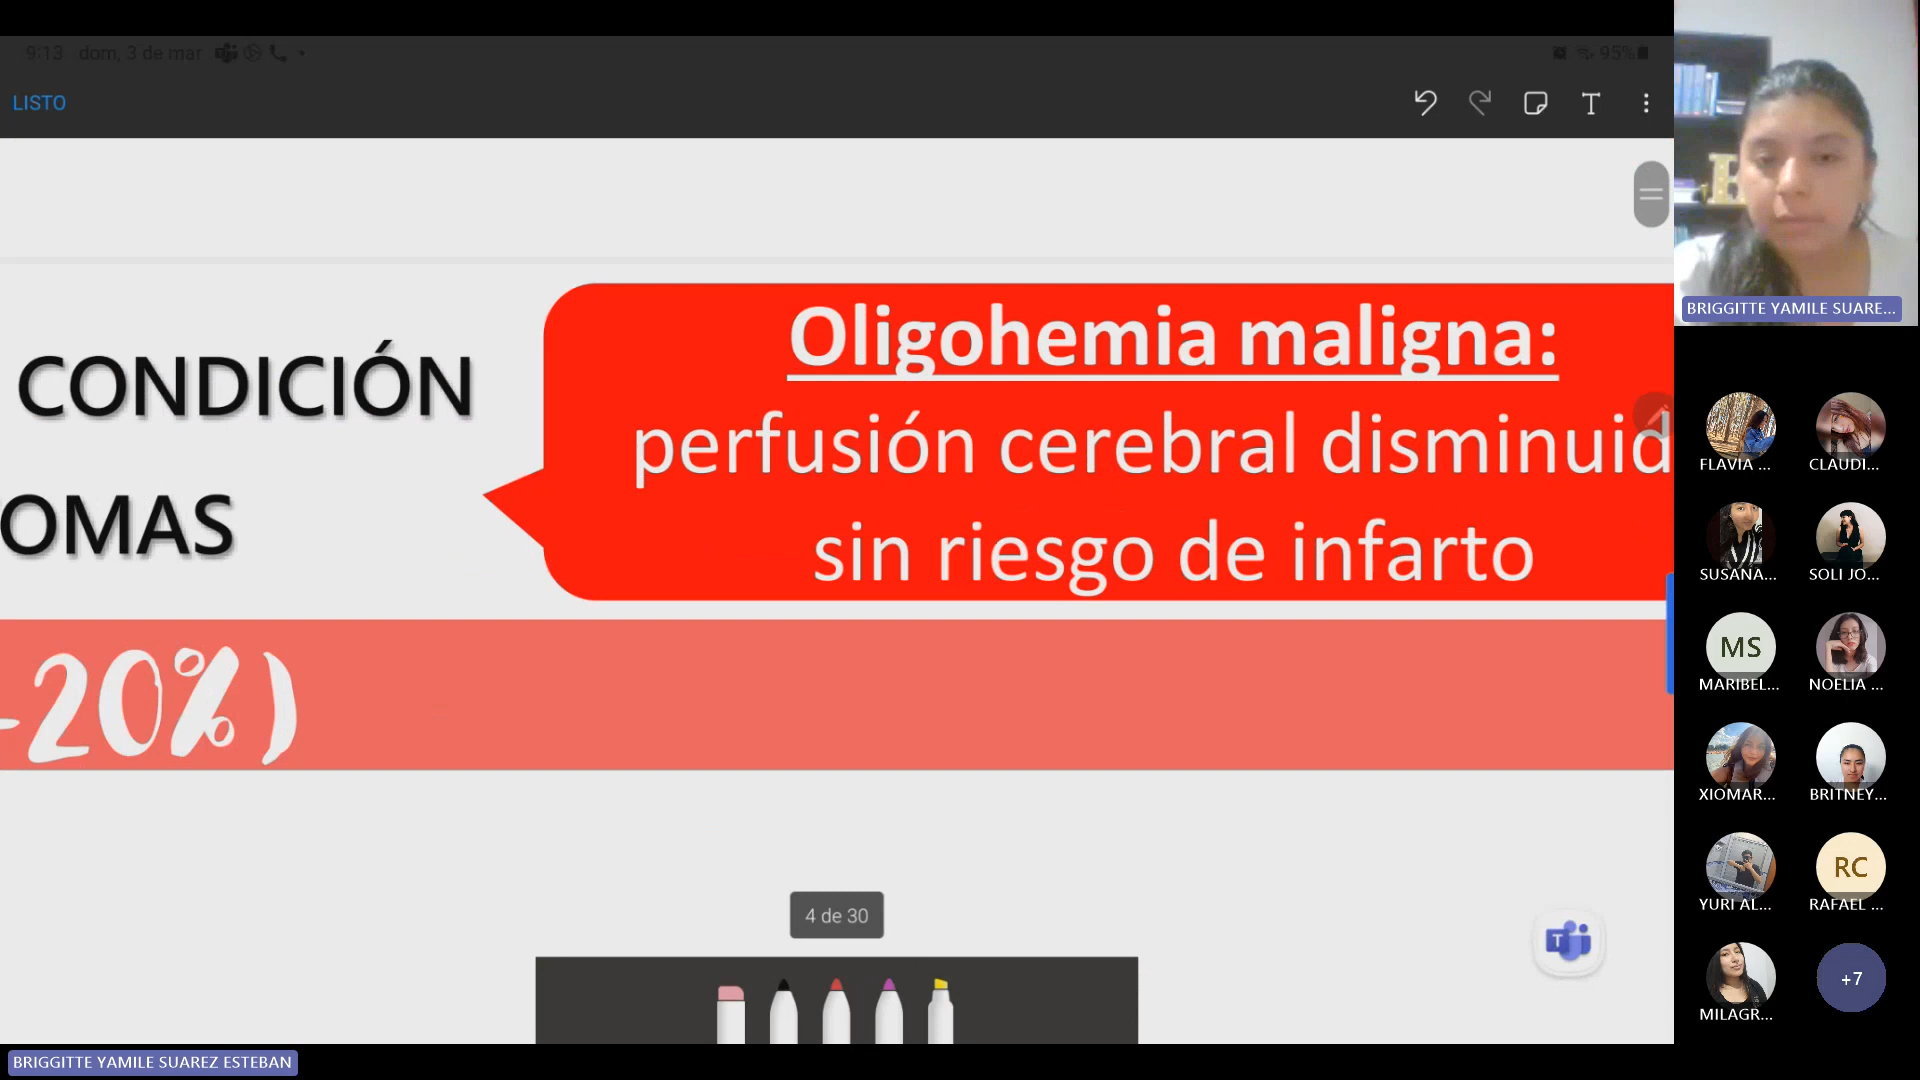 9:13 dom, 3 de mar
95%
LISTO
T
CONDICIÓN
OMAS
Oligohemia maligna:
perfusión cerebral disminuid
sin riesgo de infarto
-20%)
4 de 30
T
BRIGGITTE YAMILE SUARE...
FLAVIA ...
CLAUDI...
SUSANA...
SOLI JO...
MS
MARIBEL...
NOELIA ...
XIOMAR...
BRITNEY...
YURI AL...
RC
RAFAEL ...
MILAGR...
+7
BRIGGITTE YAMILE SUAREZ ESTEBAN